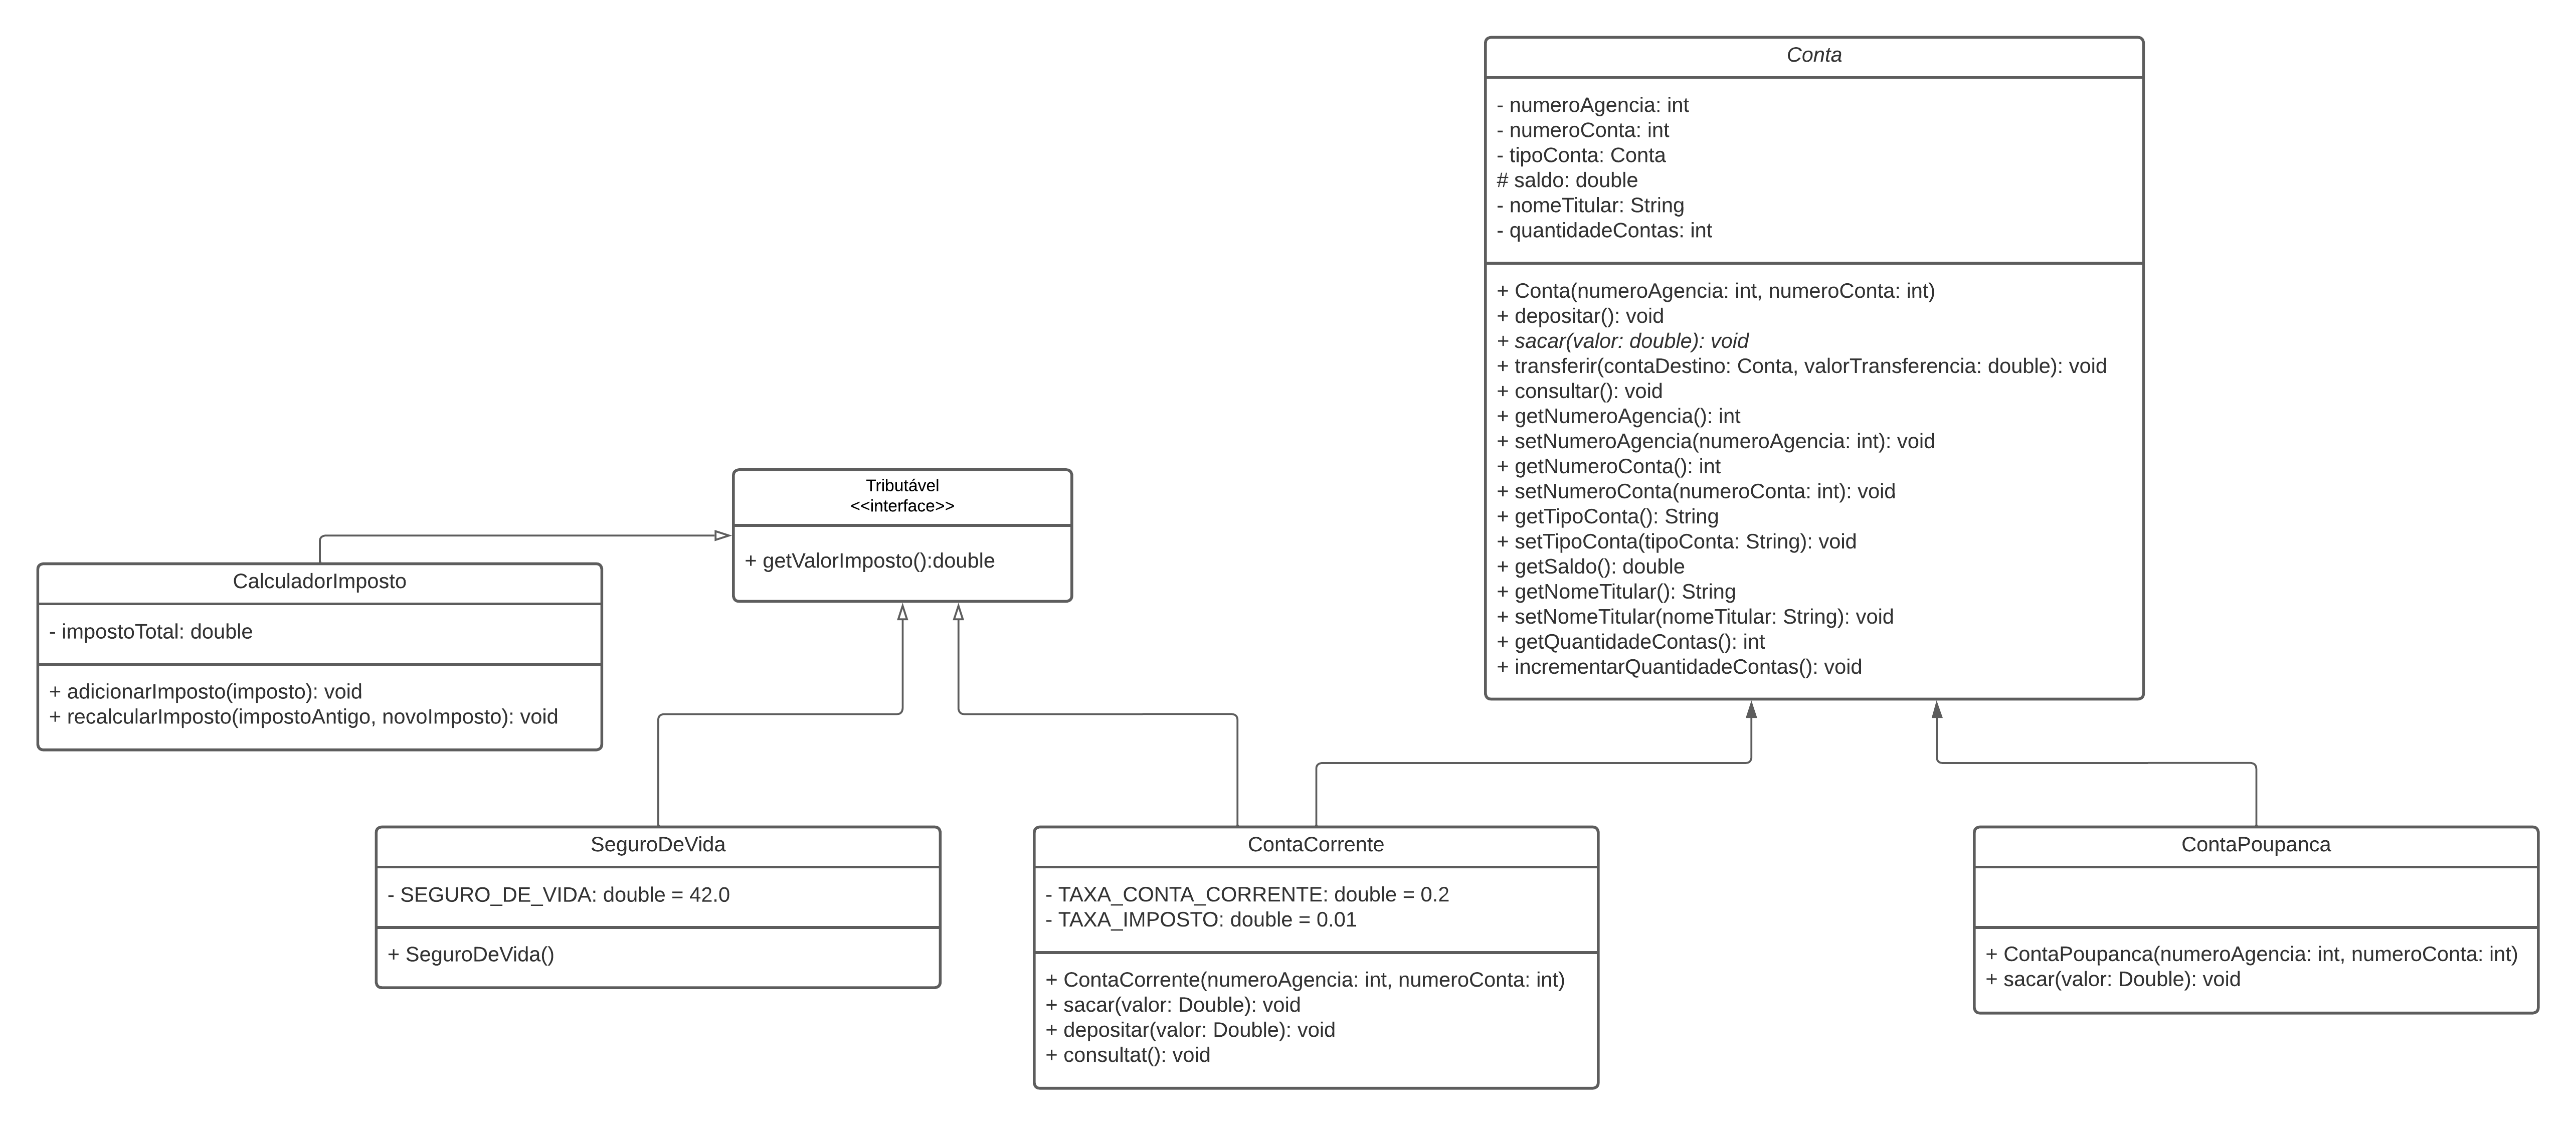 Conta
- numeroAgencia: int
- numeroConta: int
- tipoConta: Conta
# saldo: double
- nomeTitular: String
- quantidadeContas: int
+ Conta(numeroAgencia: int, numeroConta: int)
+ depositar(): void
+ sacar(valor: double): void
+ transferir(contaDestino: Conta, valorTransferencia: double): void
+ consultar(): void
+ getNumeroAgencia(): int
+ setNumeroAgencia(numeroAgencia: int): void
+ getNumeroConta(): int
+ setNumeroConta(numeroConta: int): void
+ getTipoConta(): String
+ setTipoConta(tipoConta: String): void
+ getSaldo(): double
+ getNomeTitular(): String
+ setNomeTitular(nomeTitular: String): void
+ getQuantidadeContas(): int
+ incrementarQuantidadeContas(): void
Tributável
<<interface>>
+ getValorImposto():double
CalculadorImposto
- impostoTotal: double
+ adicionarImposto(imposto): void
+ recalcularImposto(impostoAntigo, novoImposto): void
SeguroDeVida
- SEGURO_DE_VIDA: double = 42.0
+ SeguroDeVida()
ContaCorrente
- TAXA_CONTA_CORRENTE: double = 0.2
- TAXA_IMPOSTO: double = 0.01
+ ContaCorrente(numeroAgencia: int, numeroConta: int)
+ sacar(valor: Double): void
+ depositar(valor: Double): void
+ consultat(): void
ContaPoupanca
+ ContaPoupanca(numeroAgencia: int, numeroConta: int)
+ sacar(valor: Double): void